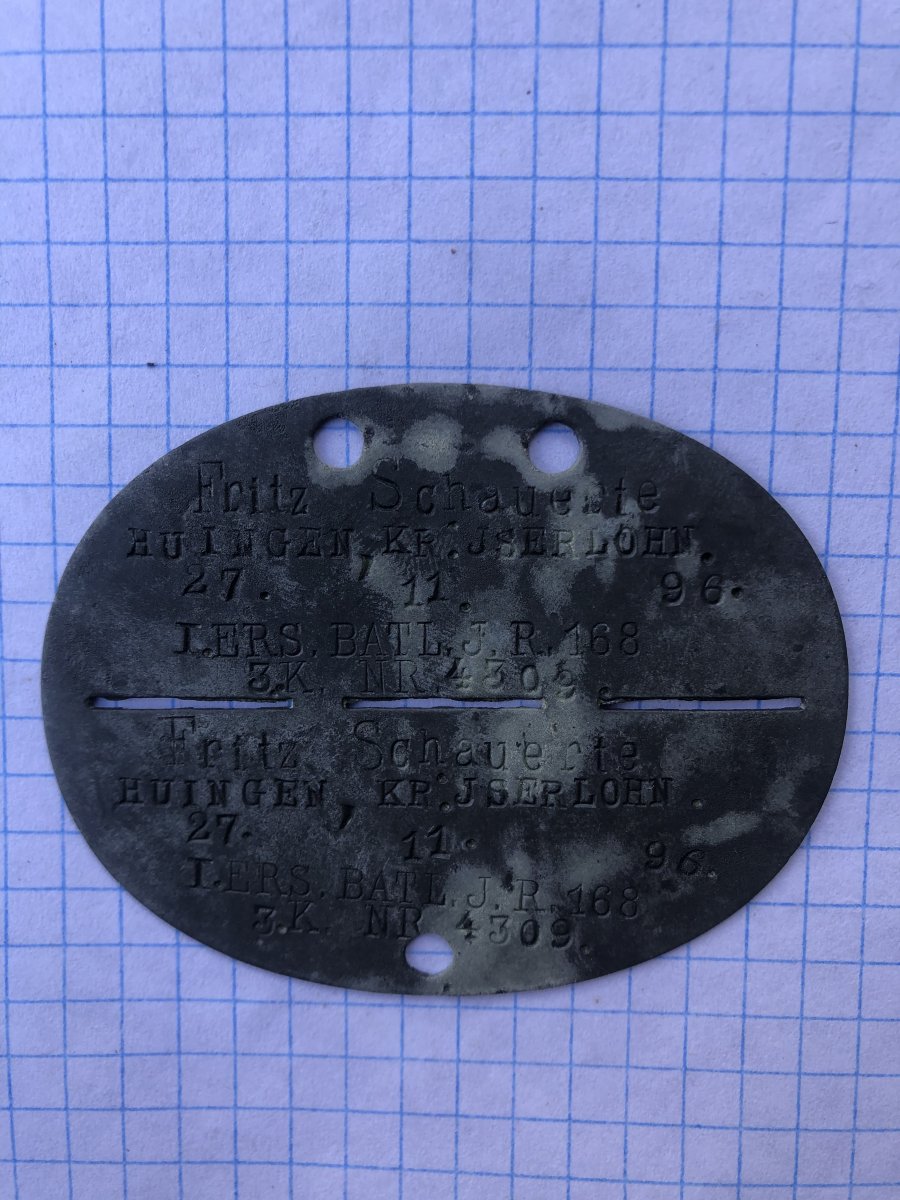 Fritz Schauerte
HUINGEN, KR. JSERLOHN.
27. 11. 96.
I. ERS. BATL. J. R. 168
3.K. NR. 4309.
Fritz Schauerte
HUINGEN, KR. JSERLOHN.
27. 11. 96.
I. ERS. BATL. J. R. 168
3.K. NR. 4309.